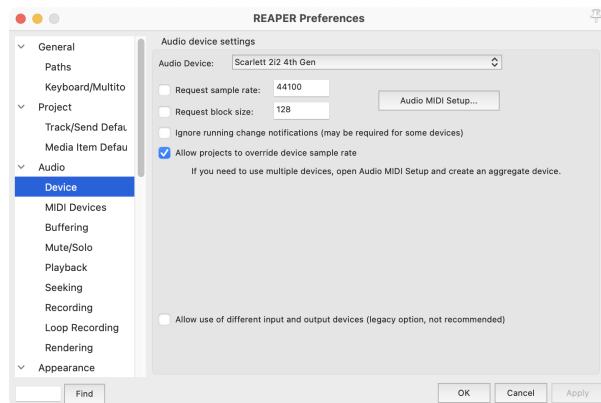 REAPER Preferences
General
Paths
Keyboard/Multito
Project
Track/Send Defau
Media Item Defau
Audio
Device
MIDI Devices
Buffering
Mute/Solo
Playback
Seeking
Recording
Loop Recording
Rendering
Appearance
Find
Audio device settings
Audio Device: Scarlett 2i2 4th Gen
Request sample rate: 44100
Request block size: 128
Audio MIDI Setup...
Ignore running change notifications (may be required for some devices)
Allow projects to override device sample rate
If you need to use multiple devices, open Audio MIDI Setup and create an aggregate device.
Allow use of different input and output devices (legacy option, not recommended)
OK Cancel Apply